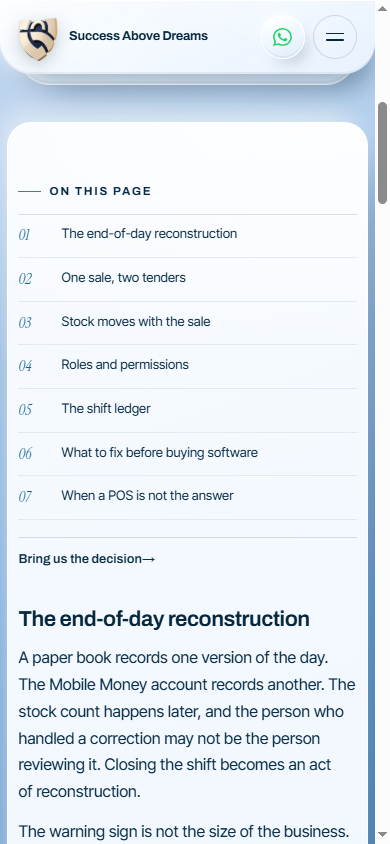 Success Above Dreams
ON THIS PAGE
01 The end-of-day reconstruction
02 One sale, two tenders
03 Stock moves with the sale
04 Roles and permissions
05 The shift ledger
06 What to fix before buying software
07 When a POS is not the answer
Bring us the decision→
The end-of-day reconstruction
A paper book records one version of the day.
The Mobile Money account records another. The
stock count happens later, and the person who
handled a correction may not be the person
reviewing it. Closing the shift becomes an act
of reconstruction.
The warning sign is not the size of the business.